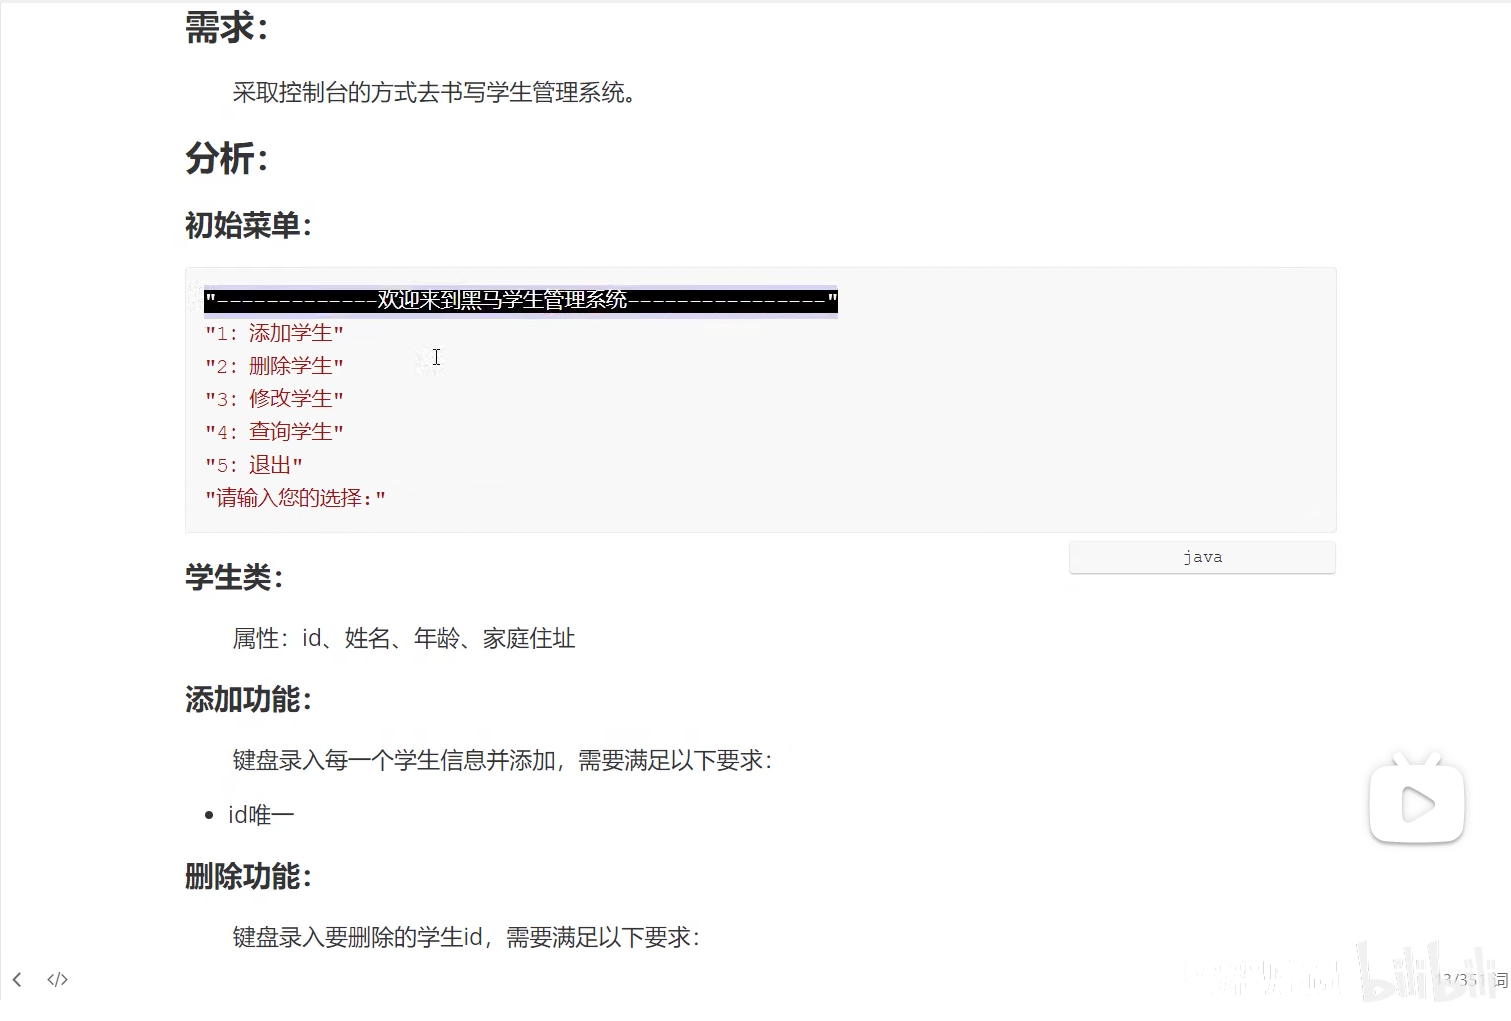 需求：
采取控制台的方式去书写学生管理系统。
分析：
初始菜单：
"-------------欢迎来到黑马学生管理系统----------------"
"1: 添加学生"
"2: 删除学生"
"3: 修改学生"
"4: 查询学生"
"5: 退出"
"请输入您的选择:"
java
学生类：
属性：id、姓名、年龄、家庭住址
添加功能：
键盘录入每一个学生信息并添加，需要满足以下要求：
id唯一
删除功能：
键盘录入要删除的学生id，需要满足以下要求：
</>
bilibili
13/351 词